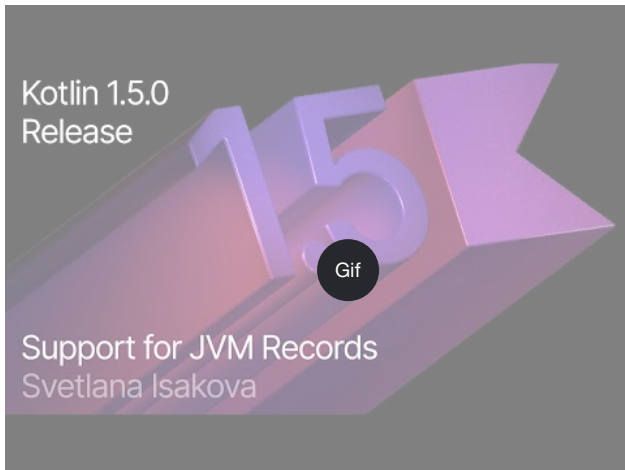 Kotlin 1.5.0
Release
15
Gif
Support for JVM Records
Svetlana Isakova